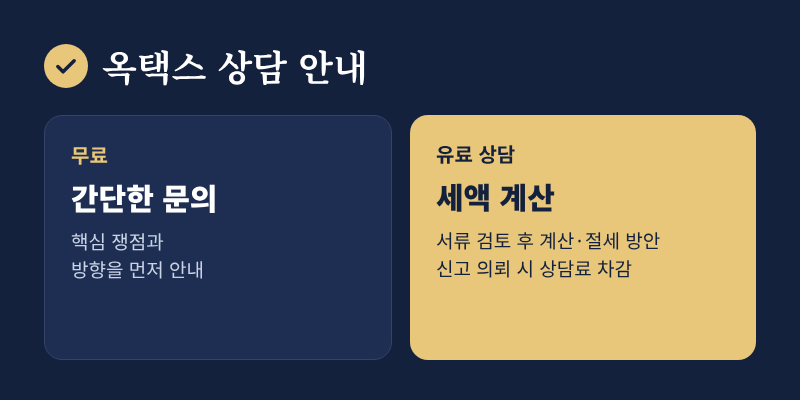 옥택스 상담 안내
무료
간단한 문의
핵심 쟁점과
방향을 먼저 안내
유료 상담
세액 계산
서류 검토 후 계산·절세 방안
신고 의뢰 시 상담료 차감